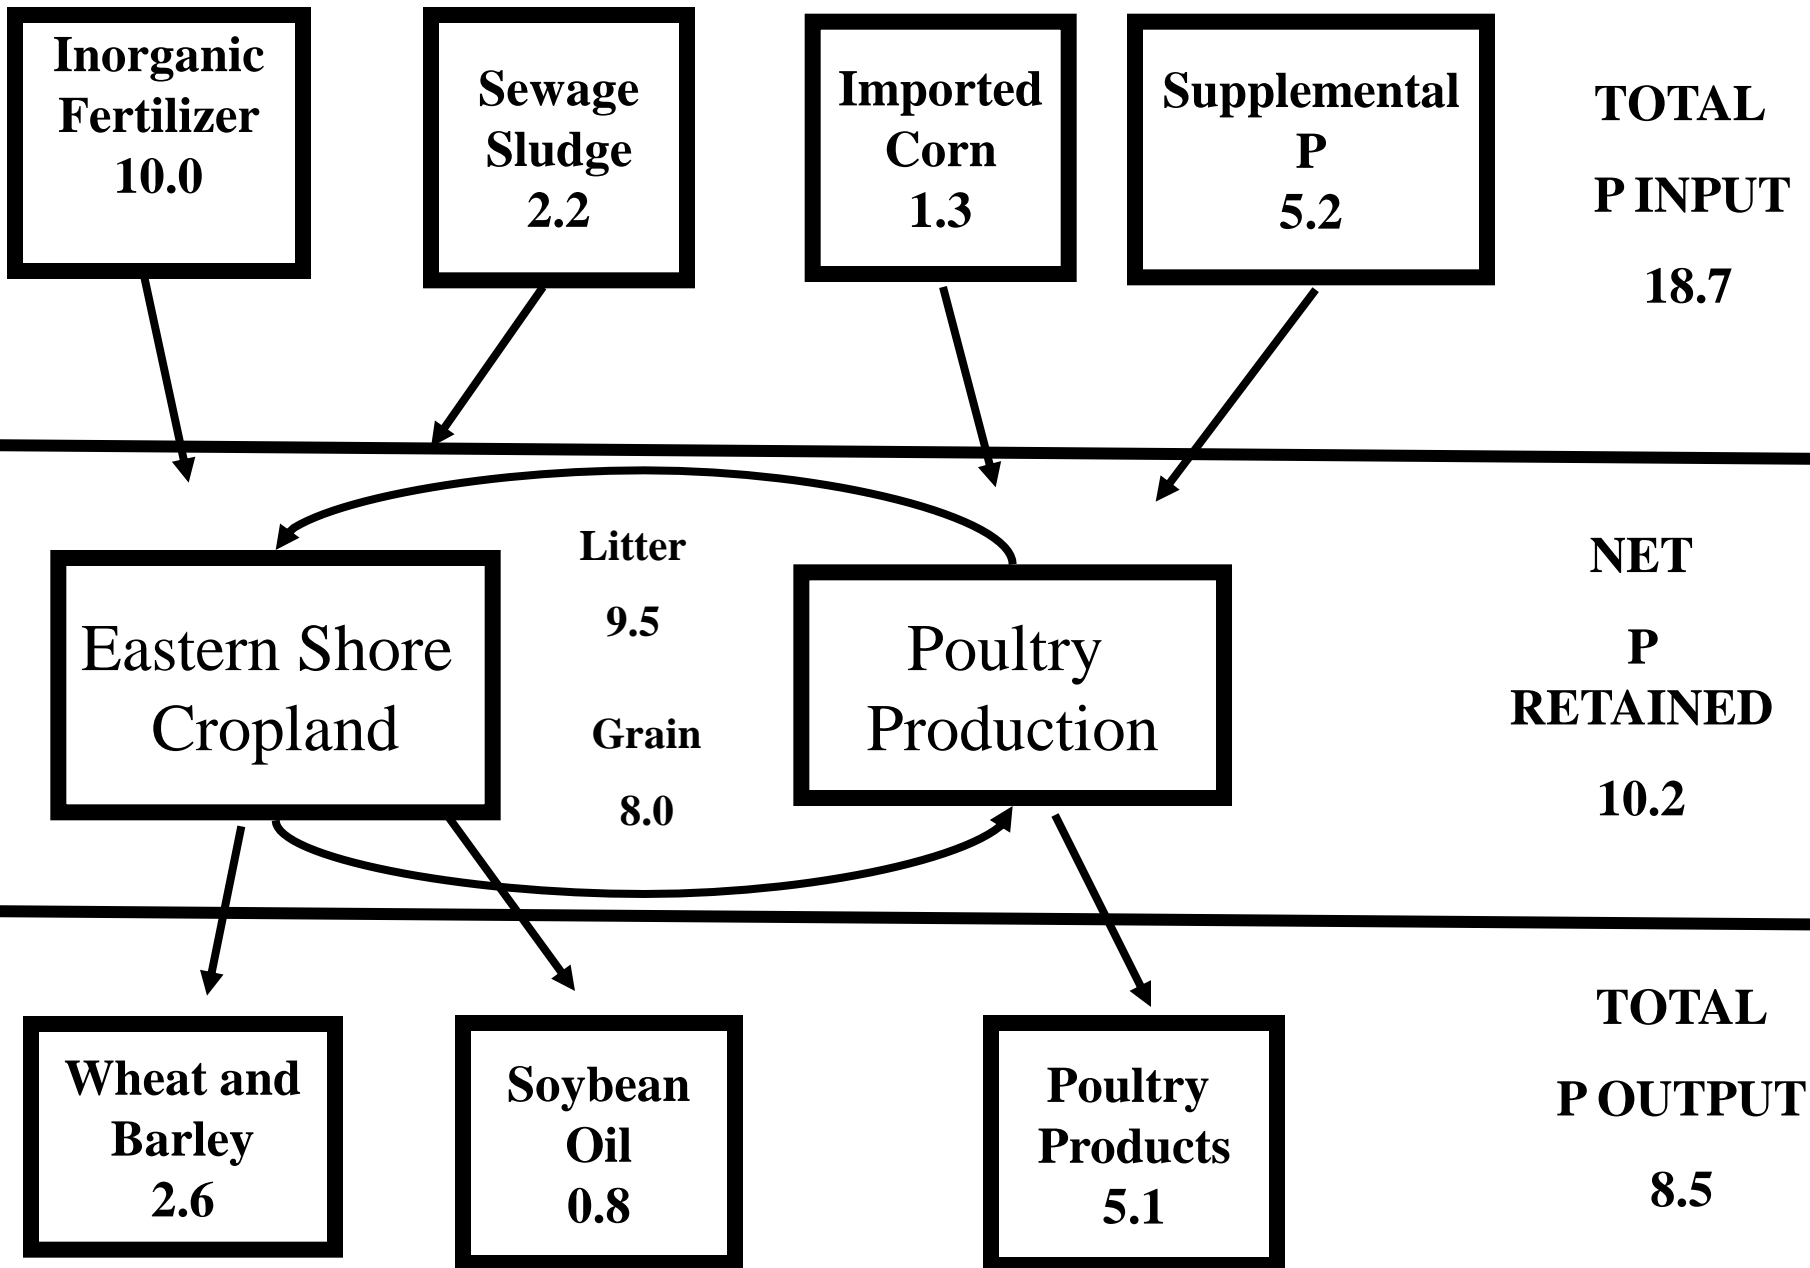 Inorganic
Fertilizer
10.0
Sewage
Sludge
2.2
Imported
Corn
1.3
Supplemental
P
5.2
TOTAL
P INPUT
18.7
Eastern Shore
Cropland
Litter
9.5
Grain
8.0
Poultry
Production
NET
P
RETAINED
10.2
Wheat and
Barley
2.6
Soybean
Oil
0.8
Poultry
Products
5.1
TOTAL
P OUTPUT
8.5